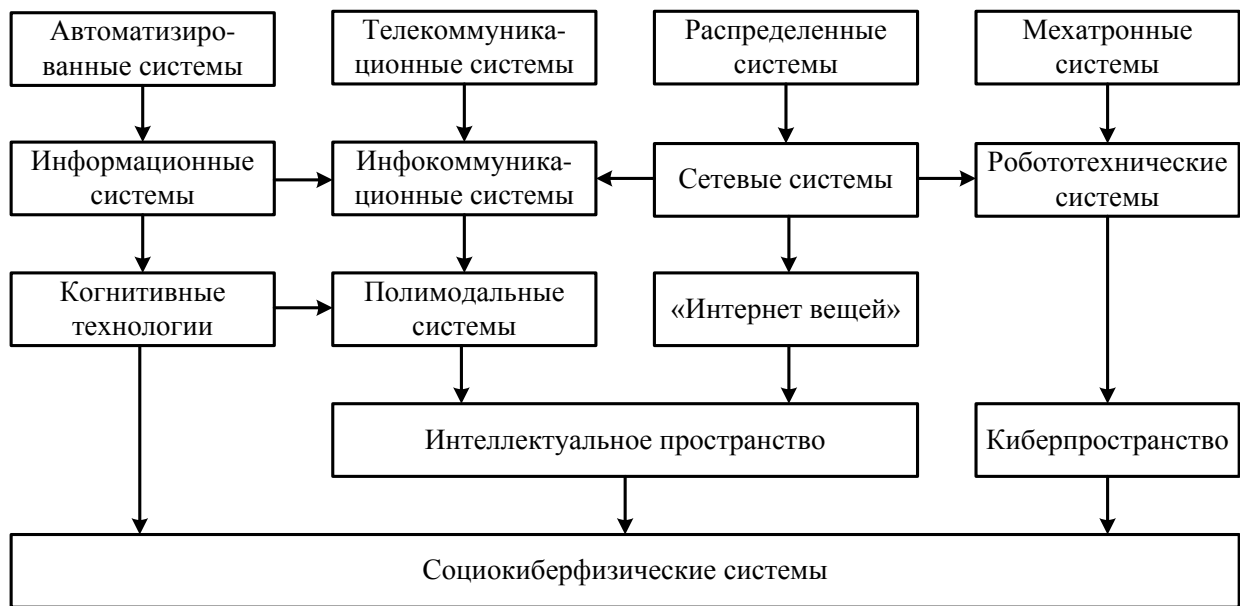 Автоматизиро-
ванные системы
Телекоммуника-
ционные системы
Распределенные
системы
Мехатронные
системы
Информационные
системы
Инфокоммуника-
ционные системы
Сетевые системы
Робототехнические
системы
Когнитивные
технологии
Полимодальные
системы
«Интернет вещей»
Интеллектуальное пространство
Киберпространство
Социокиберфизические системы